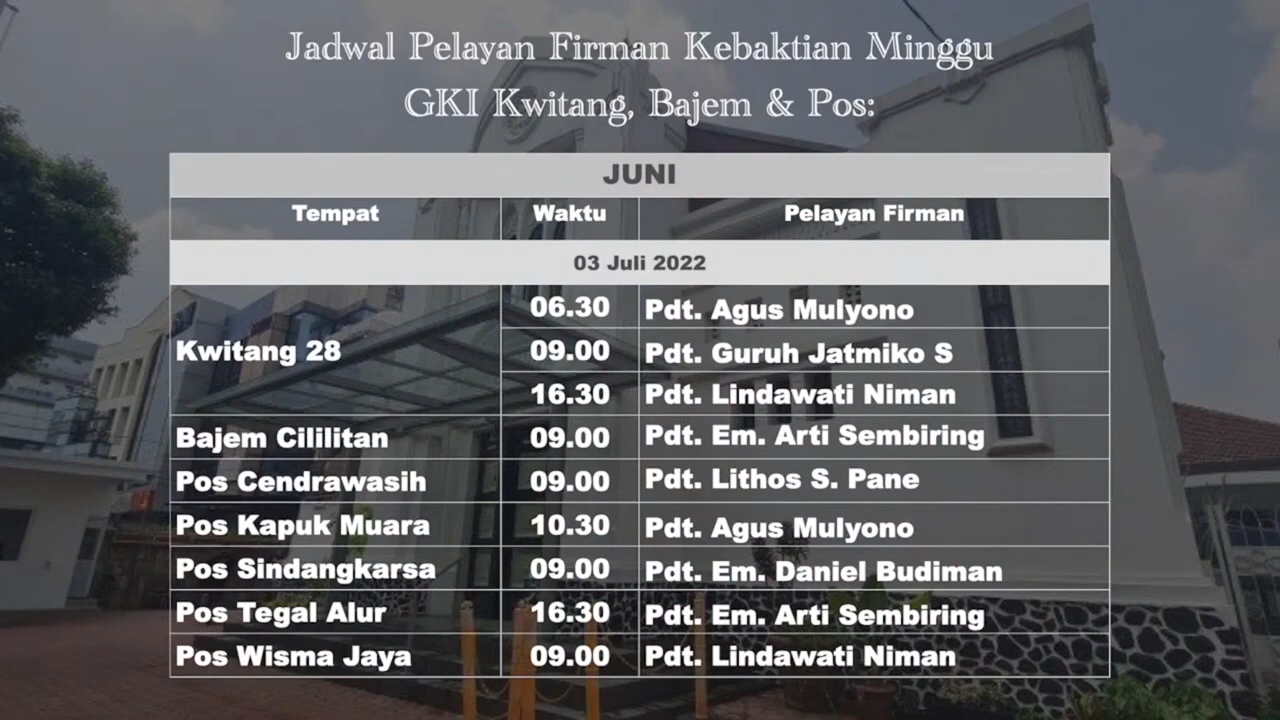 Jadwal Pelayan Firman Kebaktian Minggu
GKI Kwitang, Bajem & Pos:
JUNI
Tempat Waktu Pelayan Firman
03 Juli 2022
Kwitang 28
06.30 Pdt. Agus Mulyono
09.00 Pdt. Guruh Jatmiko S
16.30 Pdt. Lindawati Niman
Bajem Cililitan 09.00 Pdt. Em. Arti Sembiring
Pos Cendrawasih 09.00 Pdt. Lithos S. Pane
Pos Kapuk Muara 10.30 Pdt. Agus Mulyono
Pos Sindangkarsa 09.00 Pdt. Em. Daniel Budiman
Pos Tegal Alur 16.30 Pdt. Em. Arti Sembiring
Pos Wisma Jaya 09.00 Pdt. Lindawati Niman